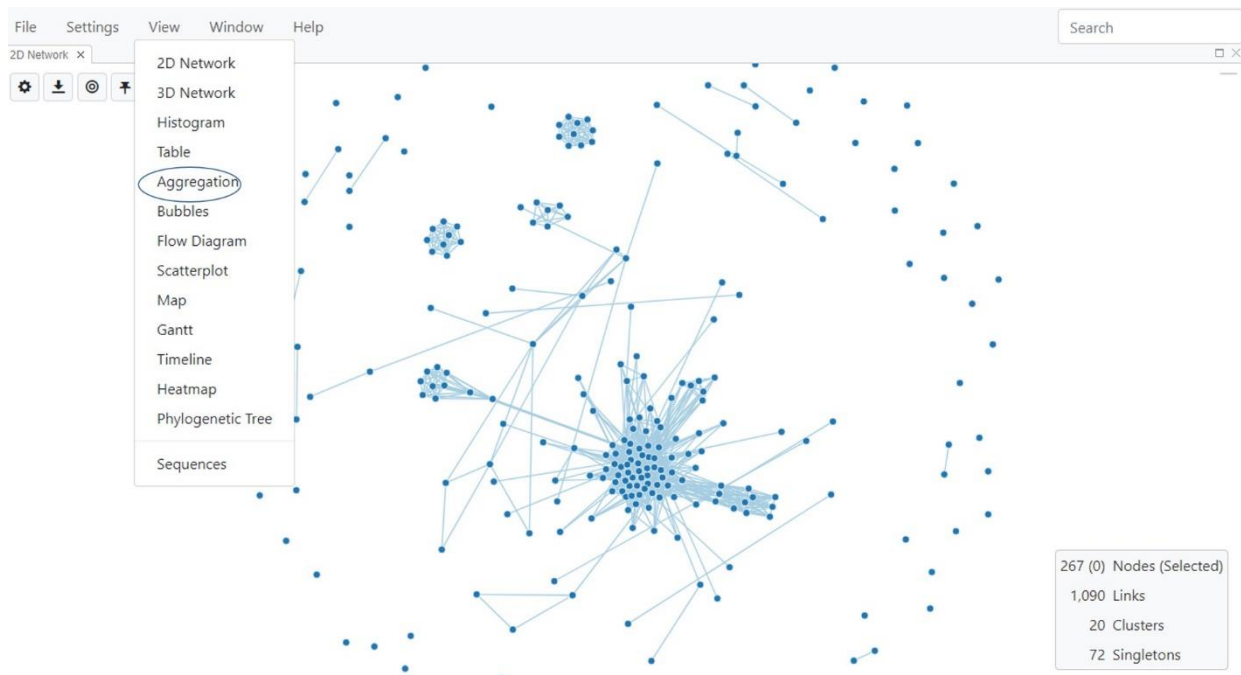 File Settings View Window Help Search
2D Network ×
2D Network
3D Network
Histogram
Table
Aggregation
Bubbles
Flow Diagram
Scatterplot
Map
Gantt
Timeline
Heatmap
Phylogenetic Tree
Sequences
267 (0) Nodes (Selected)
1,090 Links
20 Clusters
72 Singletons